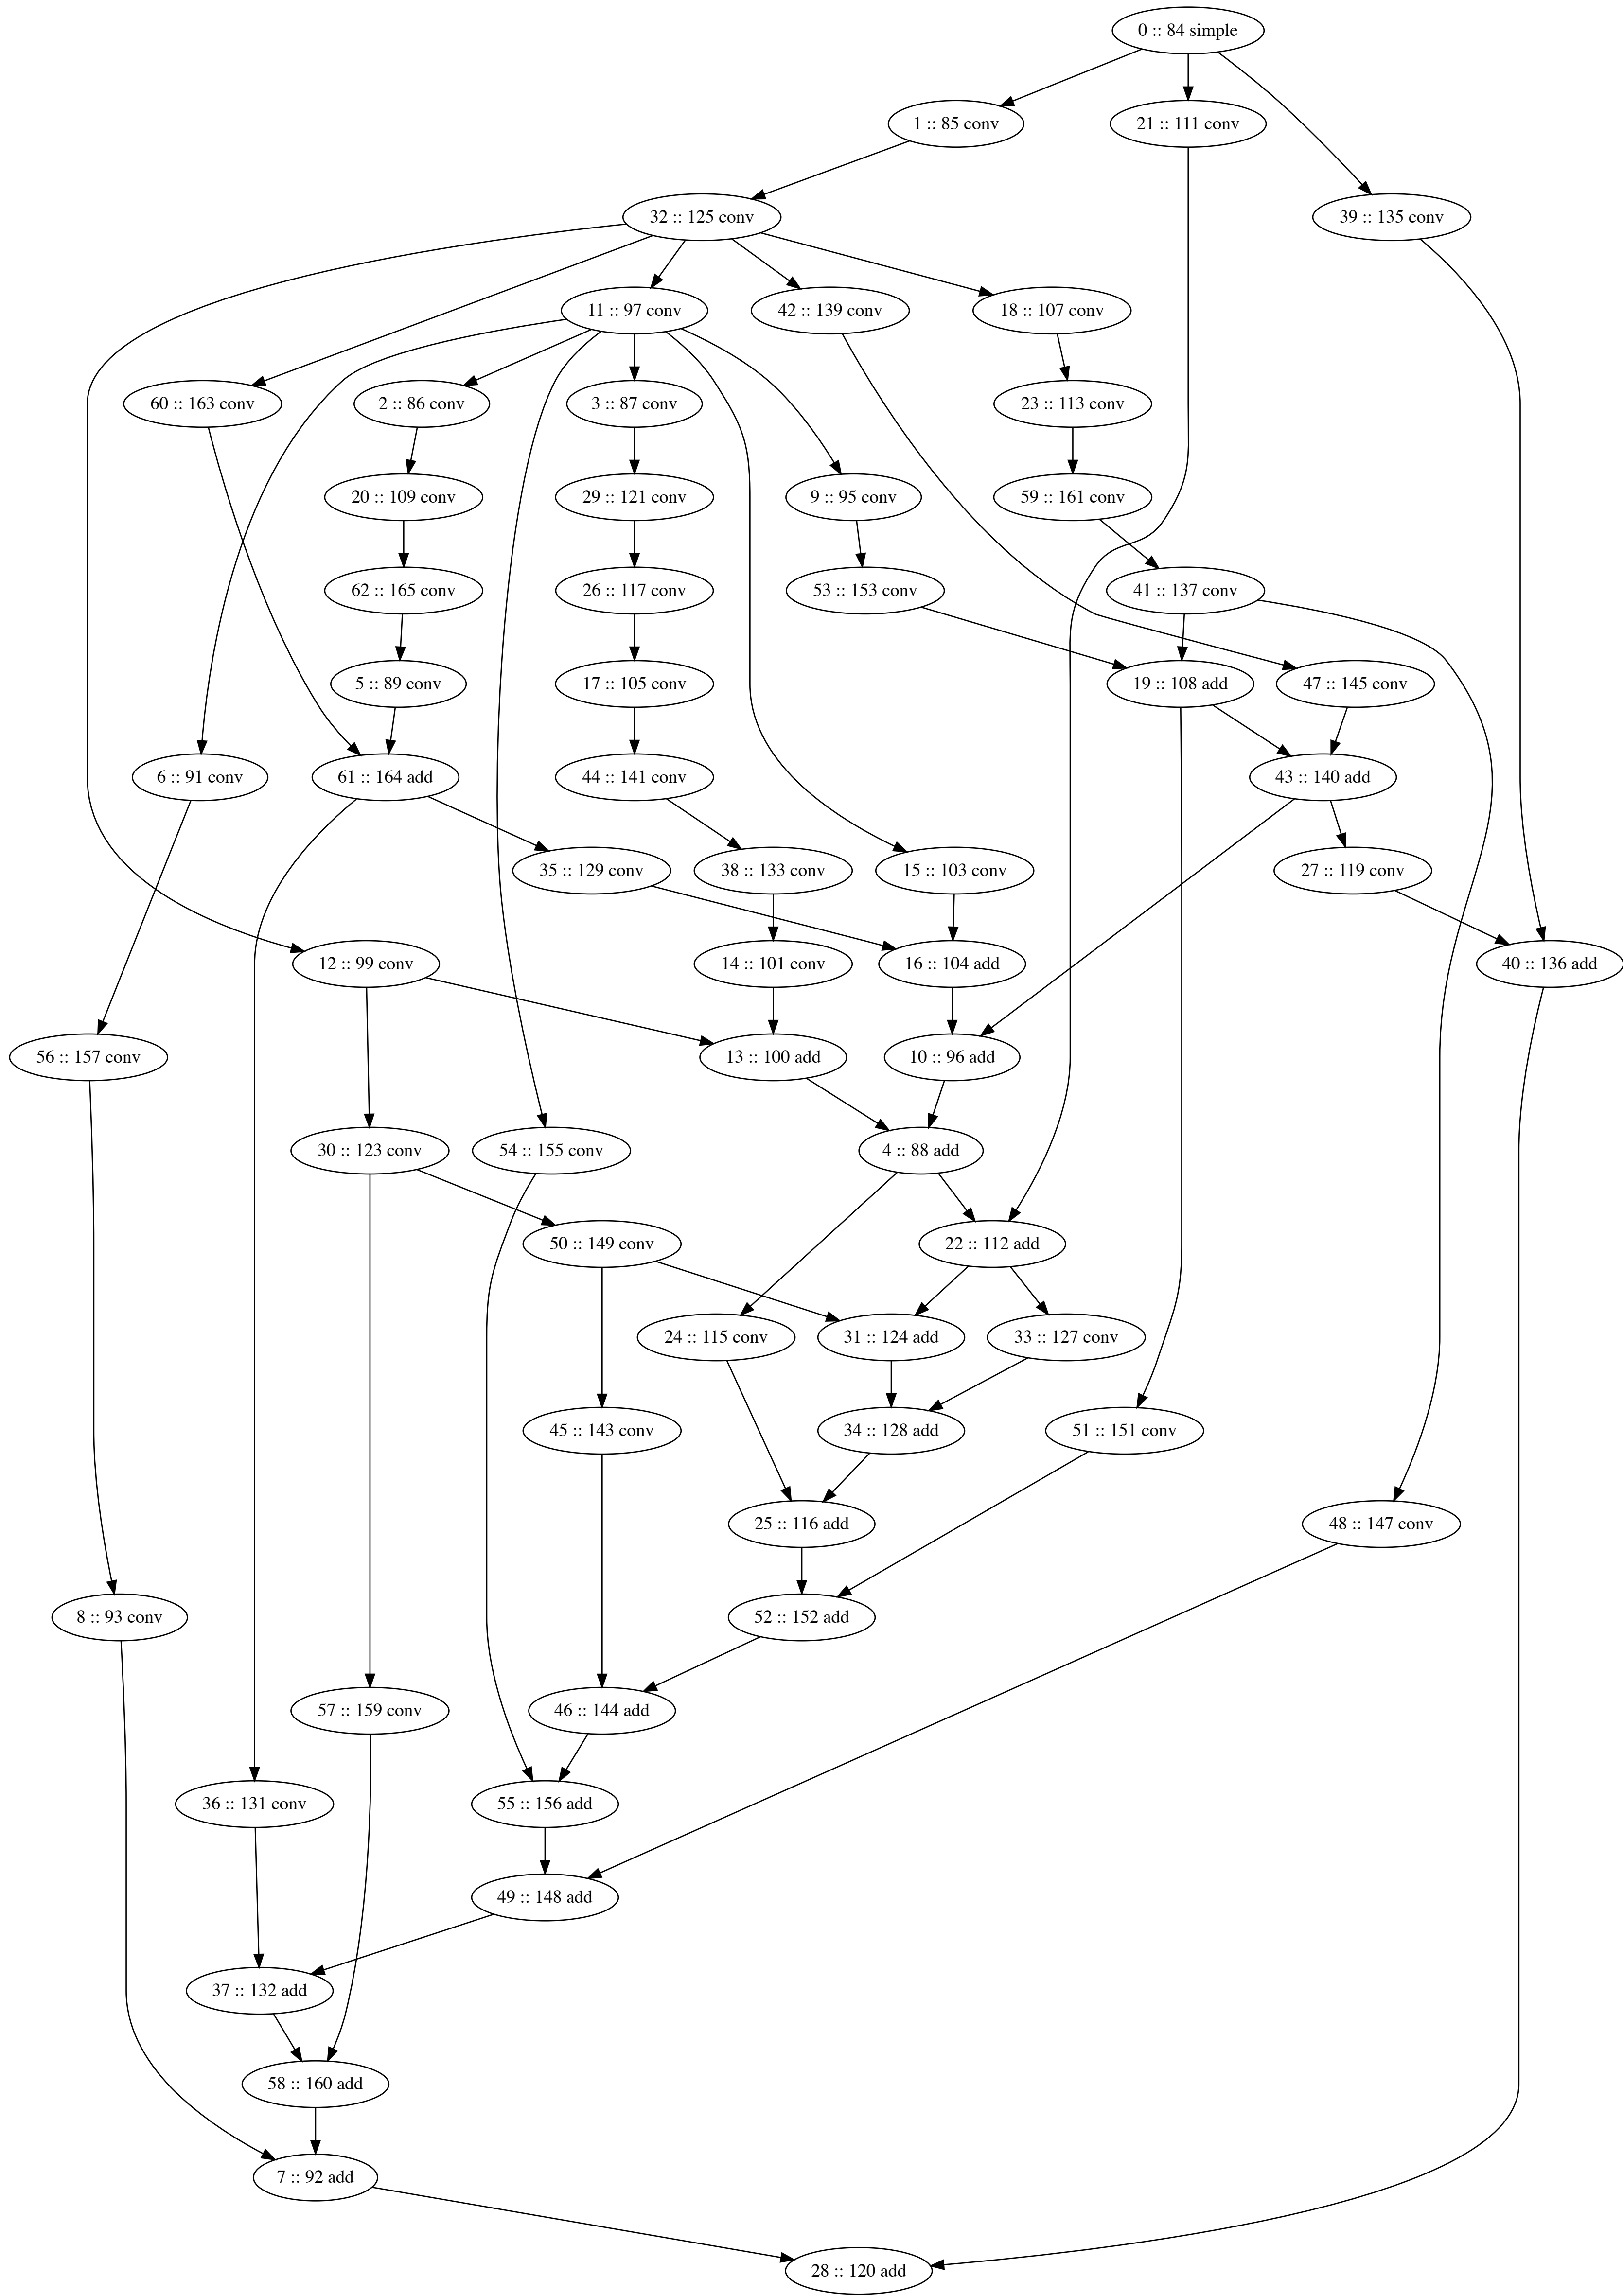 0 :: 84 simple
1 :: 85 conv
21 :: 111 conv
32 :: 125 conv
39 :: 135 conv
11 :: 97 conv
42 :: 139 conv
18 :: 107 conv
60 :: 163 conv
2 :: 86 conv
3 :: 87 conv
23 :: 113 conv
20 :: 109 conv
29 :: 121 conv
9 :: 95 conv
59 :: 161 conv
62 :: 165 conv
26 :: 117 conv
53 :: 153 conv
41 :: 137 conv
5 :: 89 conv
17 :: 105 conv
19 :: 108 add
47 :: 145 conv
6 :: 91 conv
61 :: 164 add
44 :: 141 conv
43 :: 140 add
35 :: 129 conv
38 :: 133 conv
15 :: 103 conv
27 :: 119 conv
12 :: 99 conv
14 :: 101 conv
16 :: 104 add
40 :: 136 add
56 :: 157 conv
13 :: 100 add
10 :: 96 add
30 :: 123 conv
54 :: 155 conv
4 :: 88 add
50 :: 149 conv
22 :: 112 add
24 :: 115 conv
31 :: 124 add
33 :: 127 conv
45 :: 143 conv
34 :: 128 add
51 :: 151 conv
25 :: 116 add
48 :: 147 conv
8 :: 93 conv
52 :: 152 add
57 :: 159 conv
46 :: 144 add
36 :: 131 conv
55 :: 156 add
49 :: 148 add
37 :: 132 add
58 :: 160 add
7 :: 92 add
28 :: 120 add